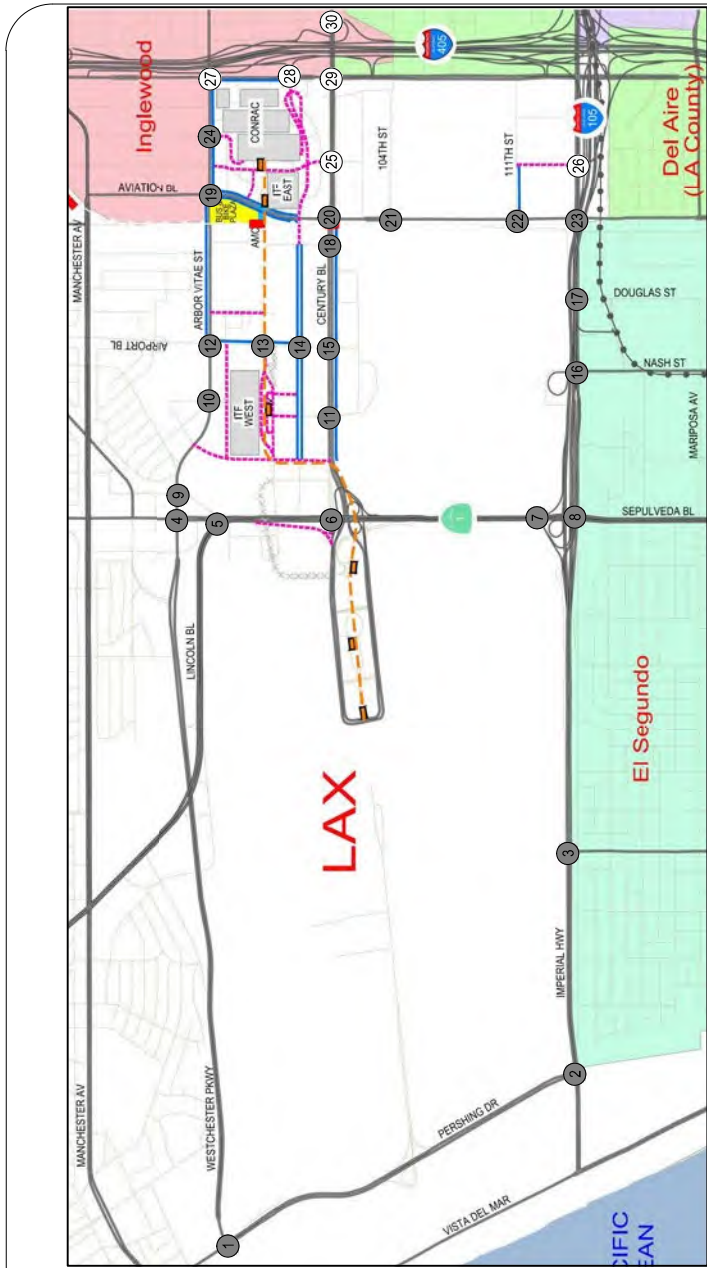 MANCHESTER AV
MANCHESTER AV
Inglewood
AVIATION BL
AIRPORT BL
WESTCHESTER PKWY
LINCOLN BL
ARBOR VITAE ST
1
4
9
5
10
12
19
24
27
BUS
BIKE
PLAZA
AMC
ITF
WEST
13
ITF
EAST
CONRAC
14
28
LAX
6
11
15
18
20
25
29
30
CENTURY BL
104TH ST
21
405
1
PERSHING DR
VISTA DEL MAR
111TH ST
22
7
IMPERIAL HWY
2
3
8
16
17
23
26
105
CIFIC
EAN
El Segundo
SEPULVEDA BL
NASH ST
DOUGLAS ST
MARIPOSA AV
Del Aire
(LA County)